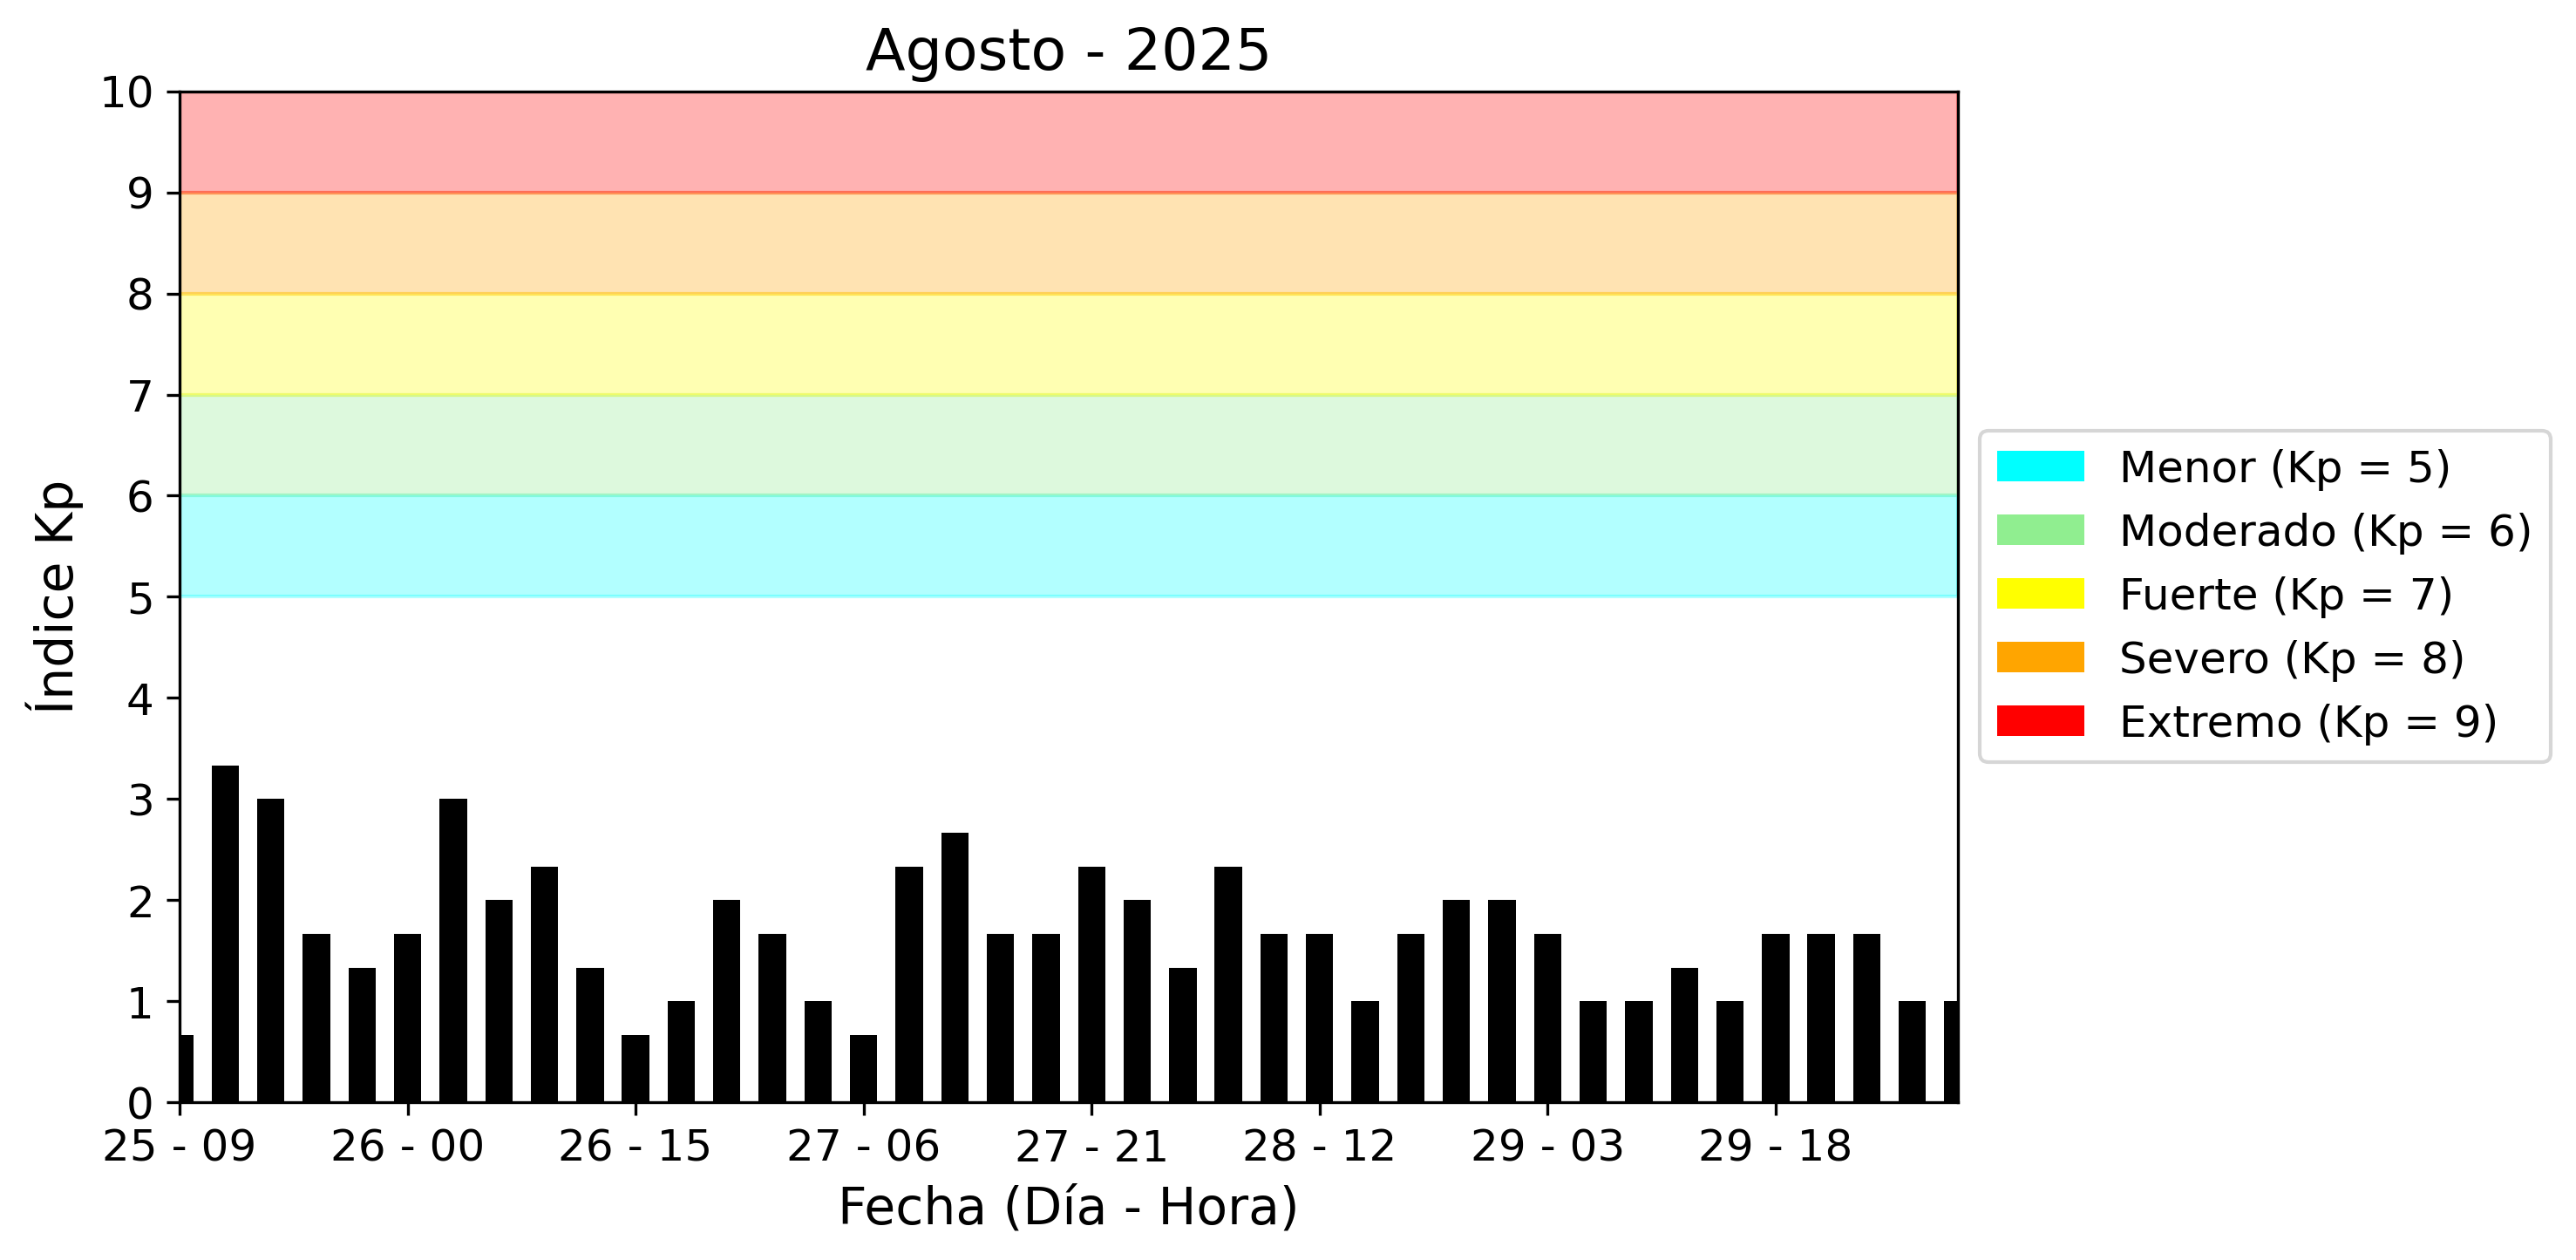 Agosto - 2025
10
9
8
7
6
5
4
3
2
1
0
Índice Kp
25 - 09
26 - 00
26 - 15
27 - 06
27 - 21
28 - 12
29 - 03
29 - 18
Fecha (Día - Hora)
Menor (Kp = 5)
Moderado (Kp = 6)
Fuerte (Kp = 7)
Severo (Kp = 8)
Extremo (Kp = 9)